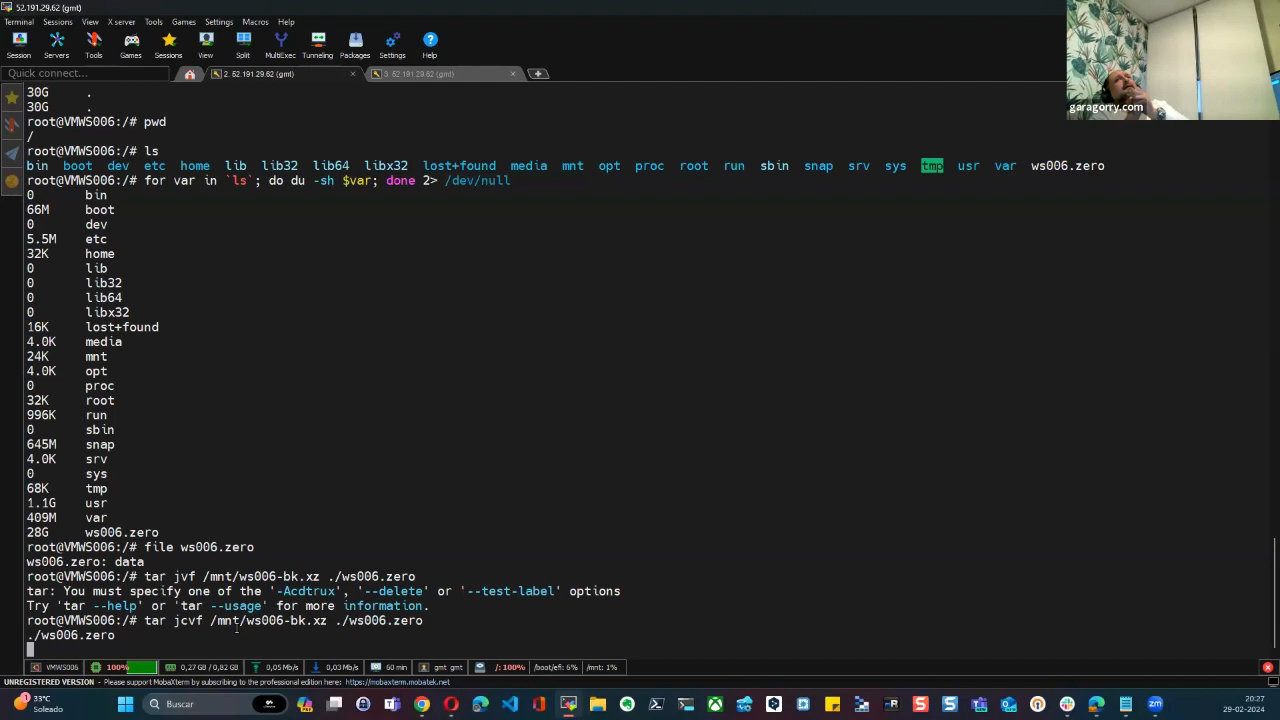 52.191.29.62 (gmt)
Terminal Sessions View X server Tools Games Settings Macros Help
Session Servers Tools Games Sessions View Split MultiExec Tunneling Packages Settings Help
Quick connect...
2. 52.191.29.62 (gmt)
3. 52.191.29.62 (gmt)
garagorry.com
30G .
30G .
root@VMWS006:/# pwd
/
root@VMWS006:/# ls
bin boot dev etc home lib lib32 lib64 libx32 lost+found media mnt opt proc root run sbin snap srv sys tmp usr var ws006.zero
root@VMWS006:/# for var in `ls`; do du -sh $var; done 2> /dev/null
0 bin
66M boot
0 dev
5.5M etc
32K home
0 lib
0 lib32
0 lib64
0 libx32
16K lost+found
4.0K media
24K mnt
4.0K opt
0 proc
32K root
996K run
0 sbin
645M snap
4.0K srv
0 sys
68K tmp
1.1G usr
409M var
28G ws006.zero
root@VMWS006:/# file ws006.zero
ws006.zero: data
root@VMWS006:/# tar jvf /mnt/ws006-bk.xz ./ws006.zero
tar: You must specify one of the '-Acdtrux', '--delete' or '--test-label' options
Try 'tar --help' or 'tar --usage' for more information.
root@VMWS006:/# tar jcvf /mnt/ws006-bk.xz ./ws006.zero
./ws006.zero
VMWS006 100% 0,27 GB / 0,82 GB 0,05 Mb/s 0,03 Mb/s 60 min gmt gmt /: 100% /boot/efi: 6% /mnt: 1%
UNREGISTERED VERSION - Please support MobaXterm by subscribing to the professional edition here: https://mobaxterm.mobatek.net
33°C
Soleado
Buscar
20:27
29-02-2024